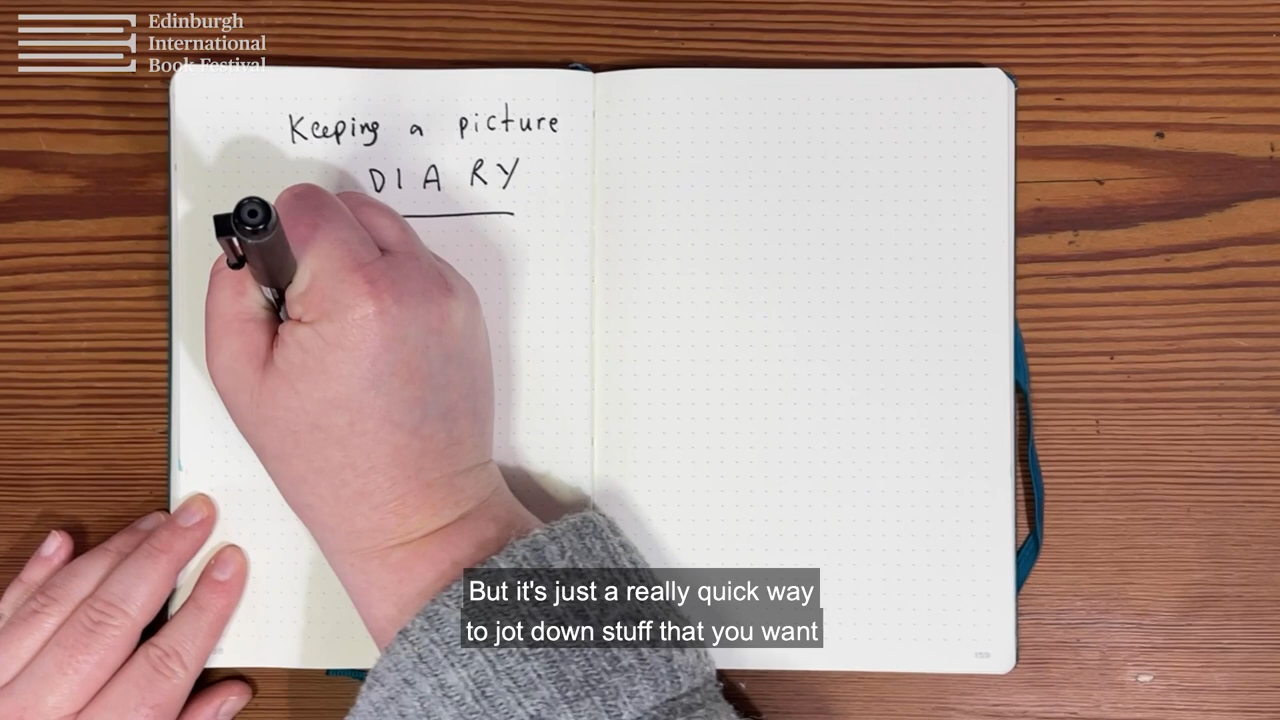 Edinburgh
International
Book Festival
Keeping a picture
DIARY
But it's just a really quick way
to jot down stuff that you want